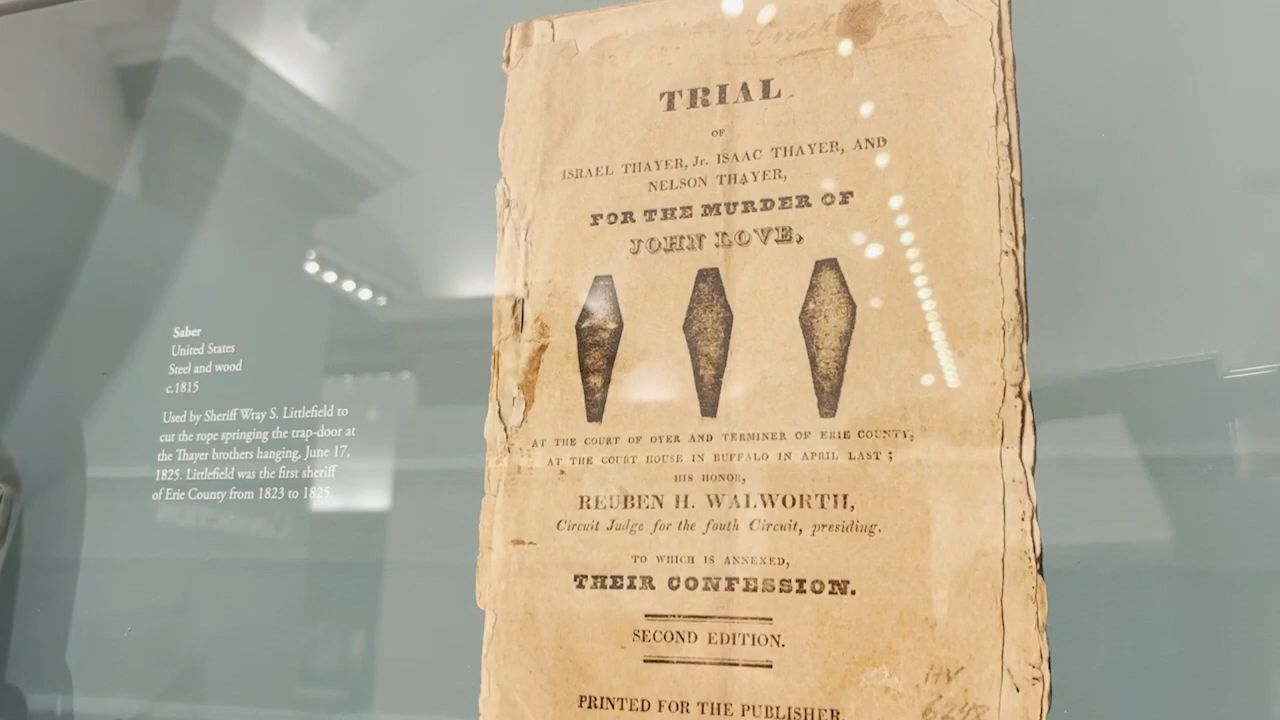 Saber
United States
Steel and wood
c.1815
Used by Sheriff Wray S. Littlefield to
cut the rope springing the trap-door at
the Thayer brothers hanging, June 17,
1825. Littlefield was the first sheriff
of Erie County from 1823 to 1825.
TRIAL
OF
ISRAEL THAYER, Jr. ISAAC THAYER, AND
NELSON THAYER,
FOR THE MURDER OF
JOHN LOVE,
AT THE COURT OF OYER AND TERMINER OF ERIE COUNTY,
AT THE COURT HOUSE IN BUFFALO IN APRIL LAST ;
HIS HONOR,
REUBEN H. WALWORTH,
Circuit Judge for the fouth Circuit, presiding.
TO WHICH IS ANNEXED,
THEIR CONFESSION.
SECOND EDITION.
PRINTED FOR THE PUBLISHER.
HV